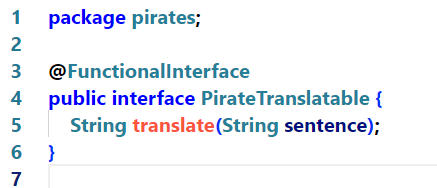 1 package pirates;
2
3 @FunctionalInterface
4 public interface PirateTranslatable {
5     String translate(String sentence);
6 }
7